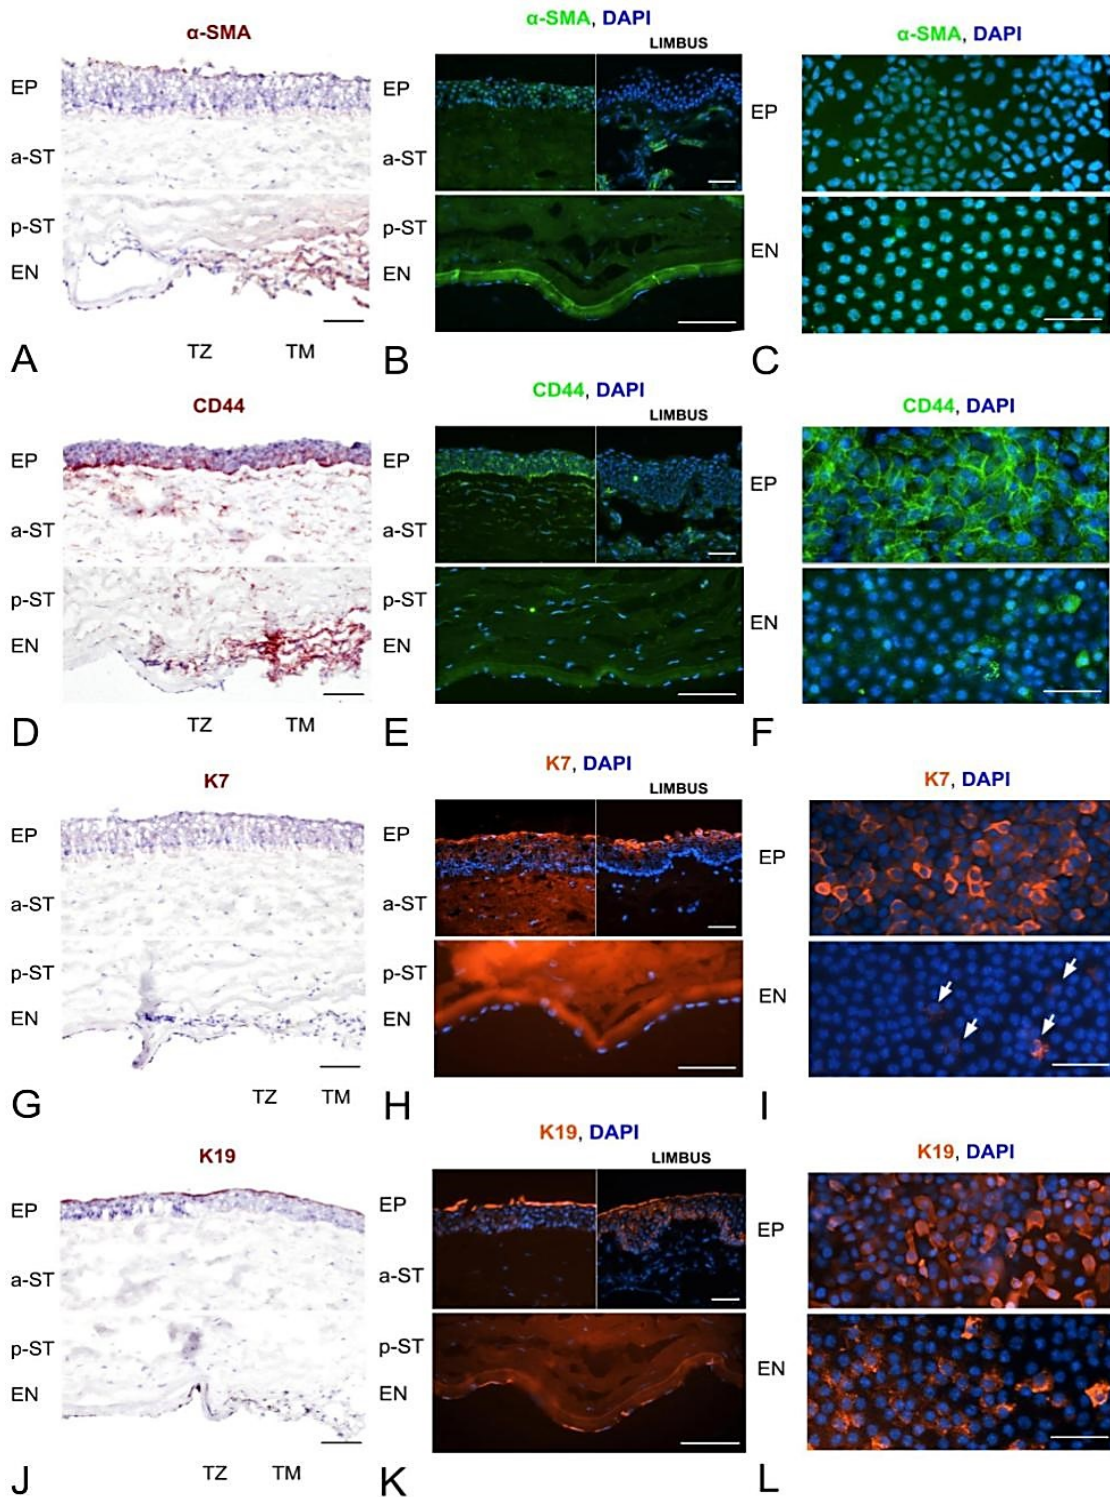 α-SMA
EP
a-ST
p-ST
EN
TZ TM
A
α-SMA, DAPI
LIMBUS
EP
a-ST
p-ST
EN
B
α-SMA, DAPI
EP
EN
C
CD44
EP
a-ST
p-ST
EN
TZ TM
D
CD44, DAPI
LIMBUS
EP
a-ST
p-ST
EN
E
CD44, DAPI
EP
EN
F
K7
EP
a-ST
p-ST
EN
TZ TM
G
K7, DAPI
LIMBUS
EP
a-ST
p-ST
EN
H
K7, DAPI
EP
EN
I
K19
EP
a-ST
p-ST
EN
TZ TM
J
K19, DAPI
LIMBUS
EP
a-ST
p-ST
EN
K
K19, DAPI
EP
EN
L